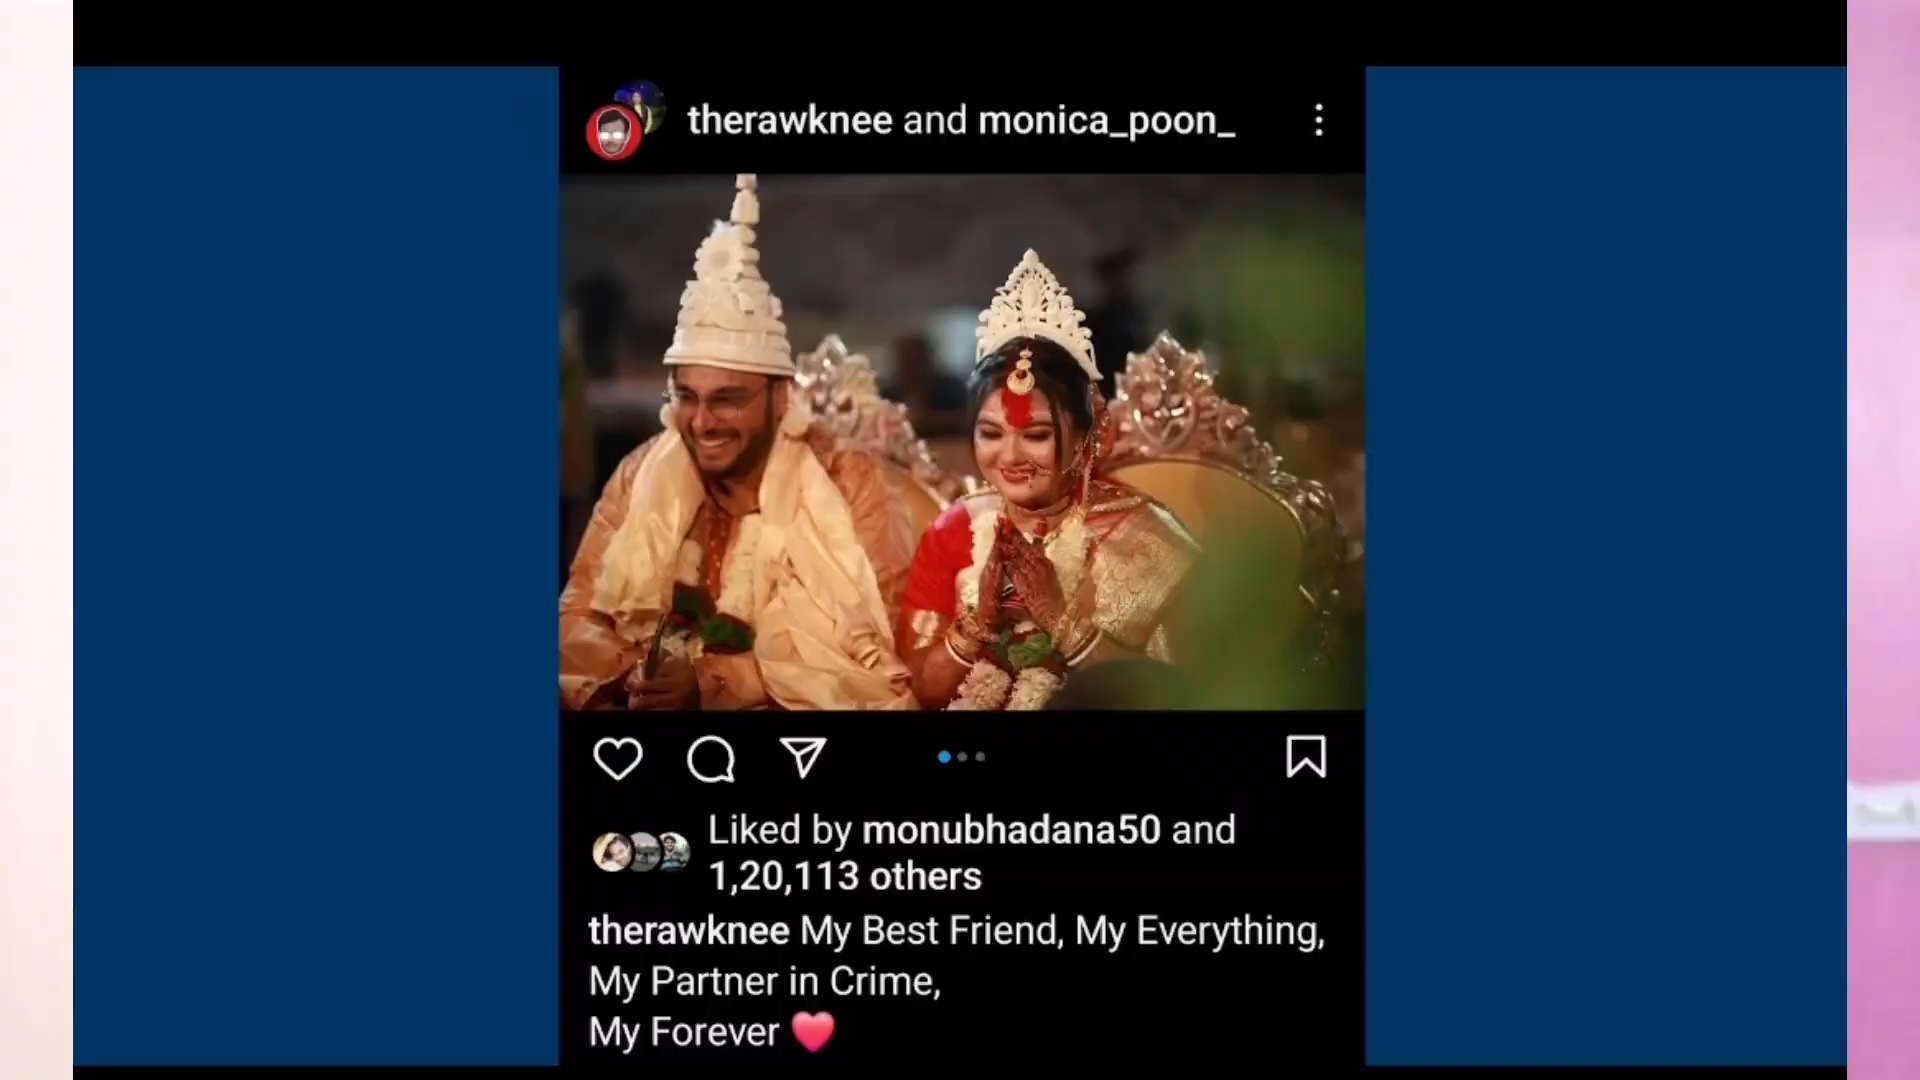 therawknee and monica_poon_
Liked by monubhadana50 and
1,20,113 others
therawknee My Best Friend, My Everything,
My Partner in Crime,
My Forever ❤️